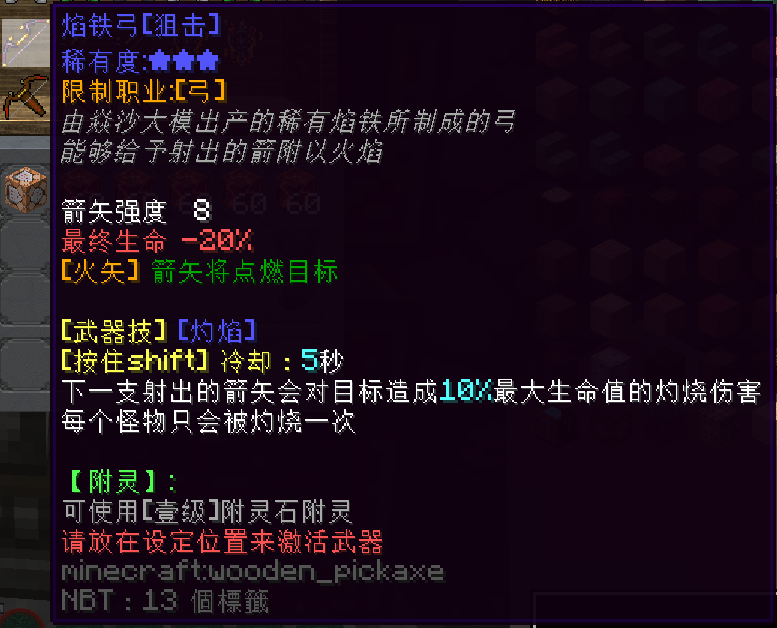 焰铁弓[狙击]
稀有度:★★★
限制职业:[弓]
由焱沙大模出产的稀有焰铁所制成的弓
能够给予射出的箭附以火焰
箭矢强度 8
最终生命 -20%
[火矢] 箭矢将点燃目标
[武器技] [灼焰]
[按住shift] 冷却：5秒
下一支射出的箭矢会对目标造成10%最大生命值的灼烧伤害
每个怪物只会被灼烧一次
【附灵】：
可使用[壹级]附灵石附灵
请放在设定位置来激活武器
minecraft:wooden_pickaxe
NBT：13 個標籤